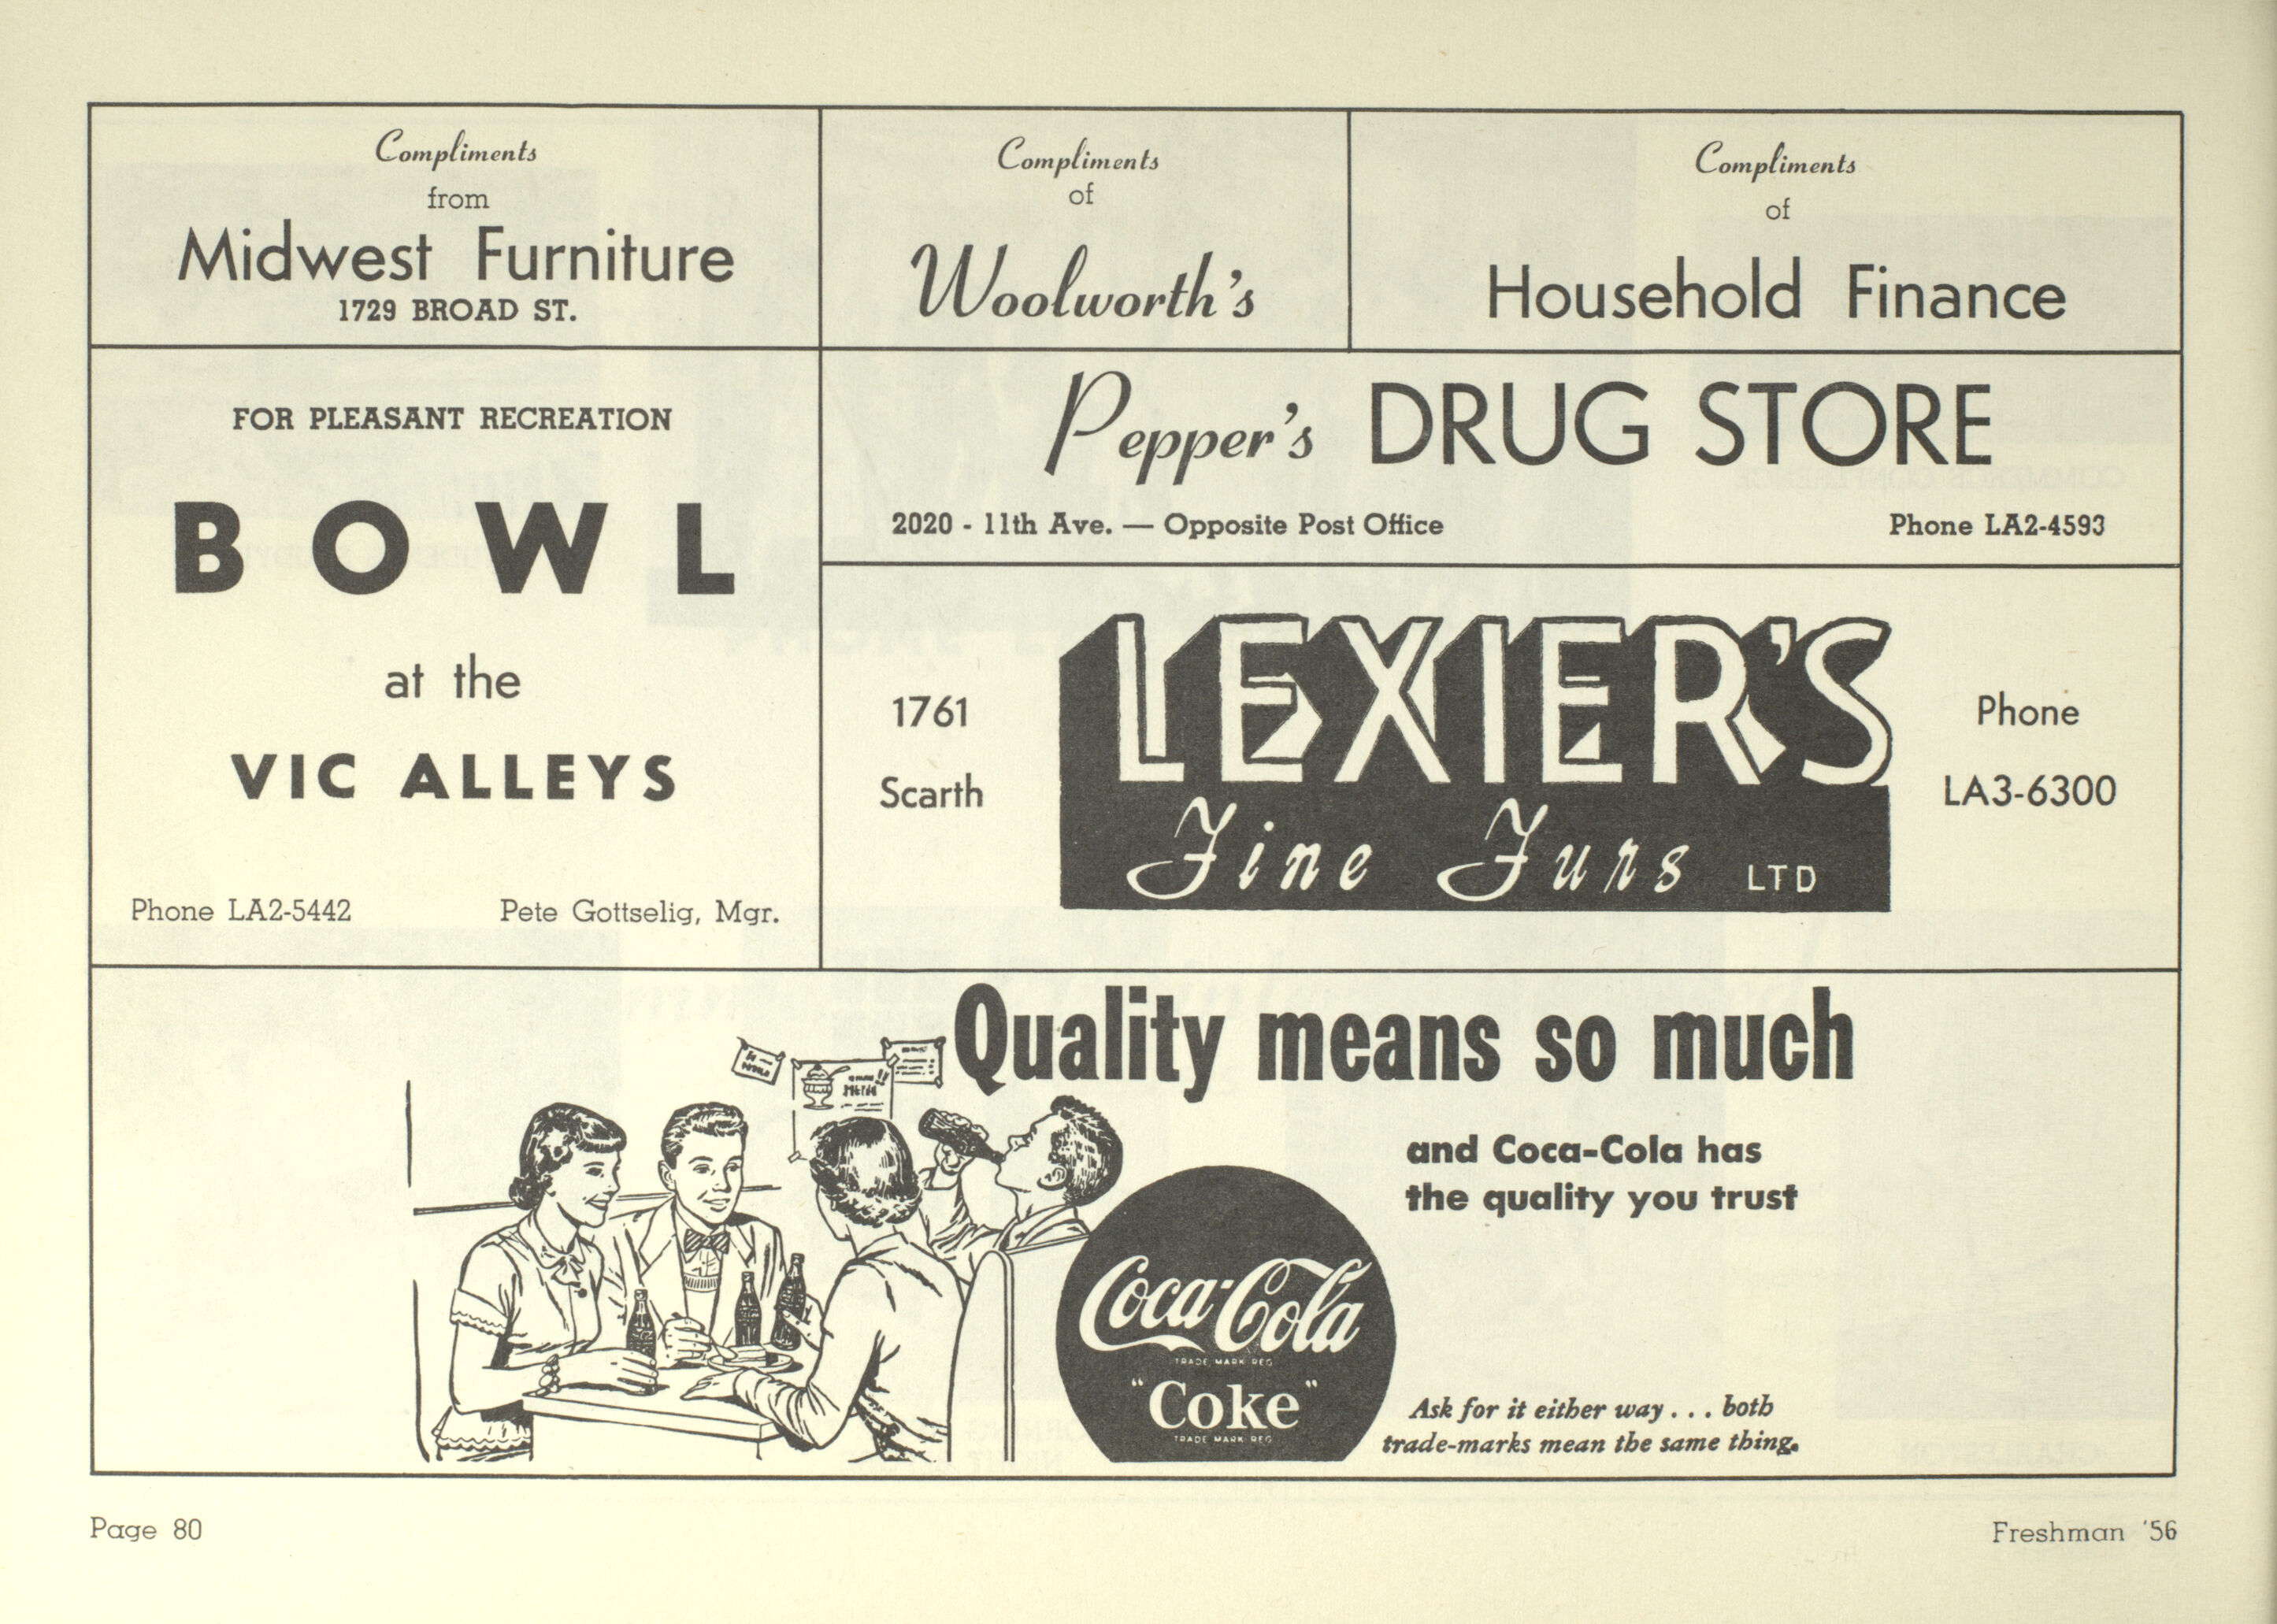 Compliments
from
Midwest Furniture
1729 BROAD ST.
Compliments
of
Woolworth's
Compliments
of
Household Finance
FOR PLEASANT RECREATION
BOWL
at the
VIC ALLEYS
Phone LA2-5442 Pete Gottselig, Mgr.
Pepper's DRUG STORE
2020 - 11th Ave. — Opposite Post Office Phone LA2-4593
1761
Scarth
LEXIER'S
Fine Furs LTD
Phone
LA3-6300
Quality means so much
and Coca-Cola has
the quality you trust
Coca-Cola
TRADE MARK REG
"Coke"
TRADE MARK REG
Ask for it either way . . . both
trade-marks mean the same thing.
Page 80
Freshman '56